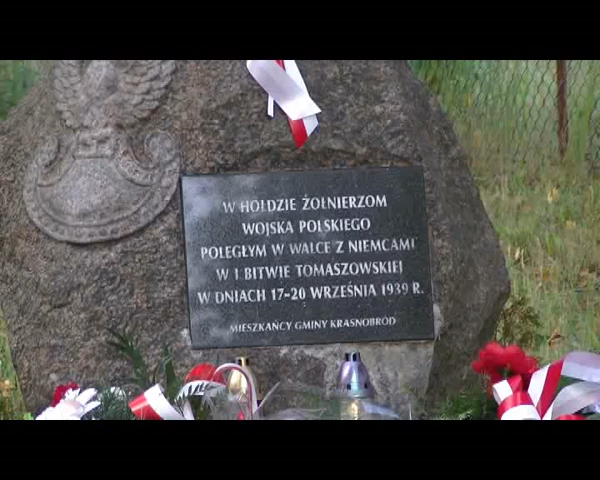 W HOŁDZIE ŻOŁNIERZOM
WOJSKA POLSKIEGO
POLEGŁYM W WALCE Z NIEMCAMI
W I BITWIE TOMASZOWSKIEJ
W DNIACH 17-20 WRZEŚNIA 1939 R.
MIESZKAŃCY GMINY KRASNOBRÓD